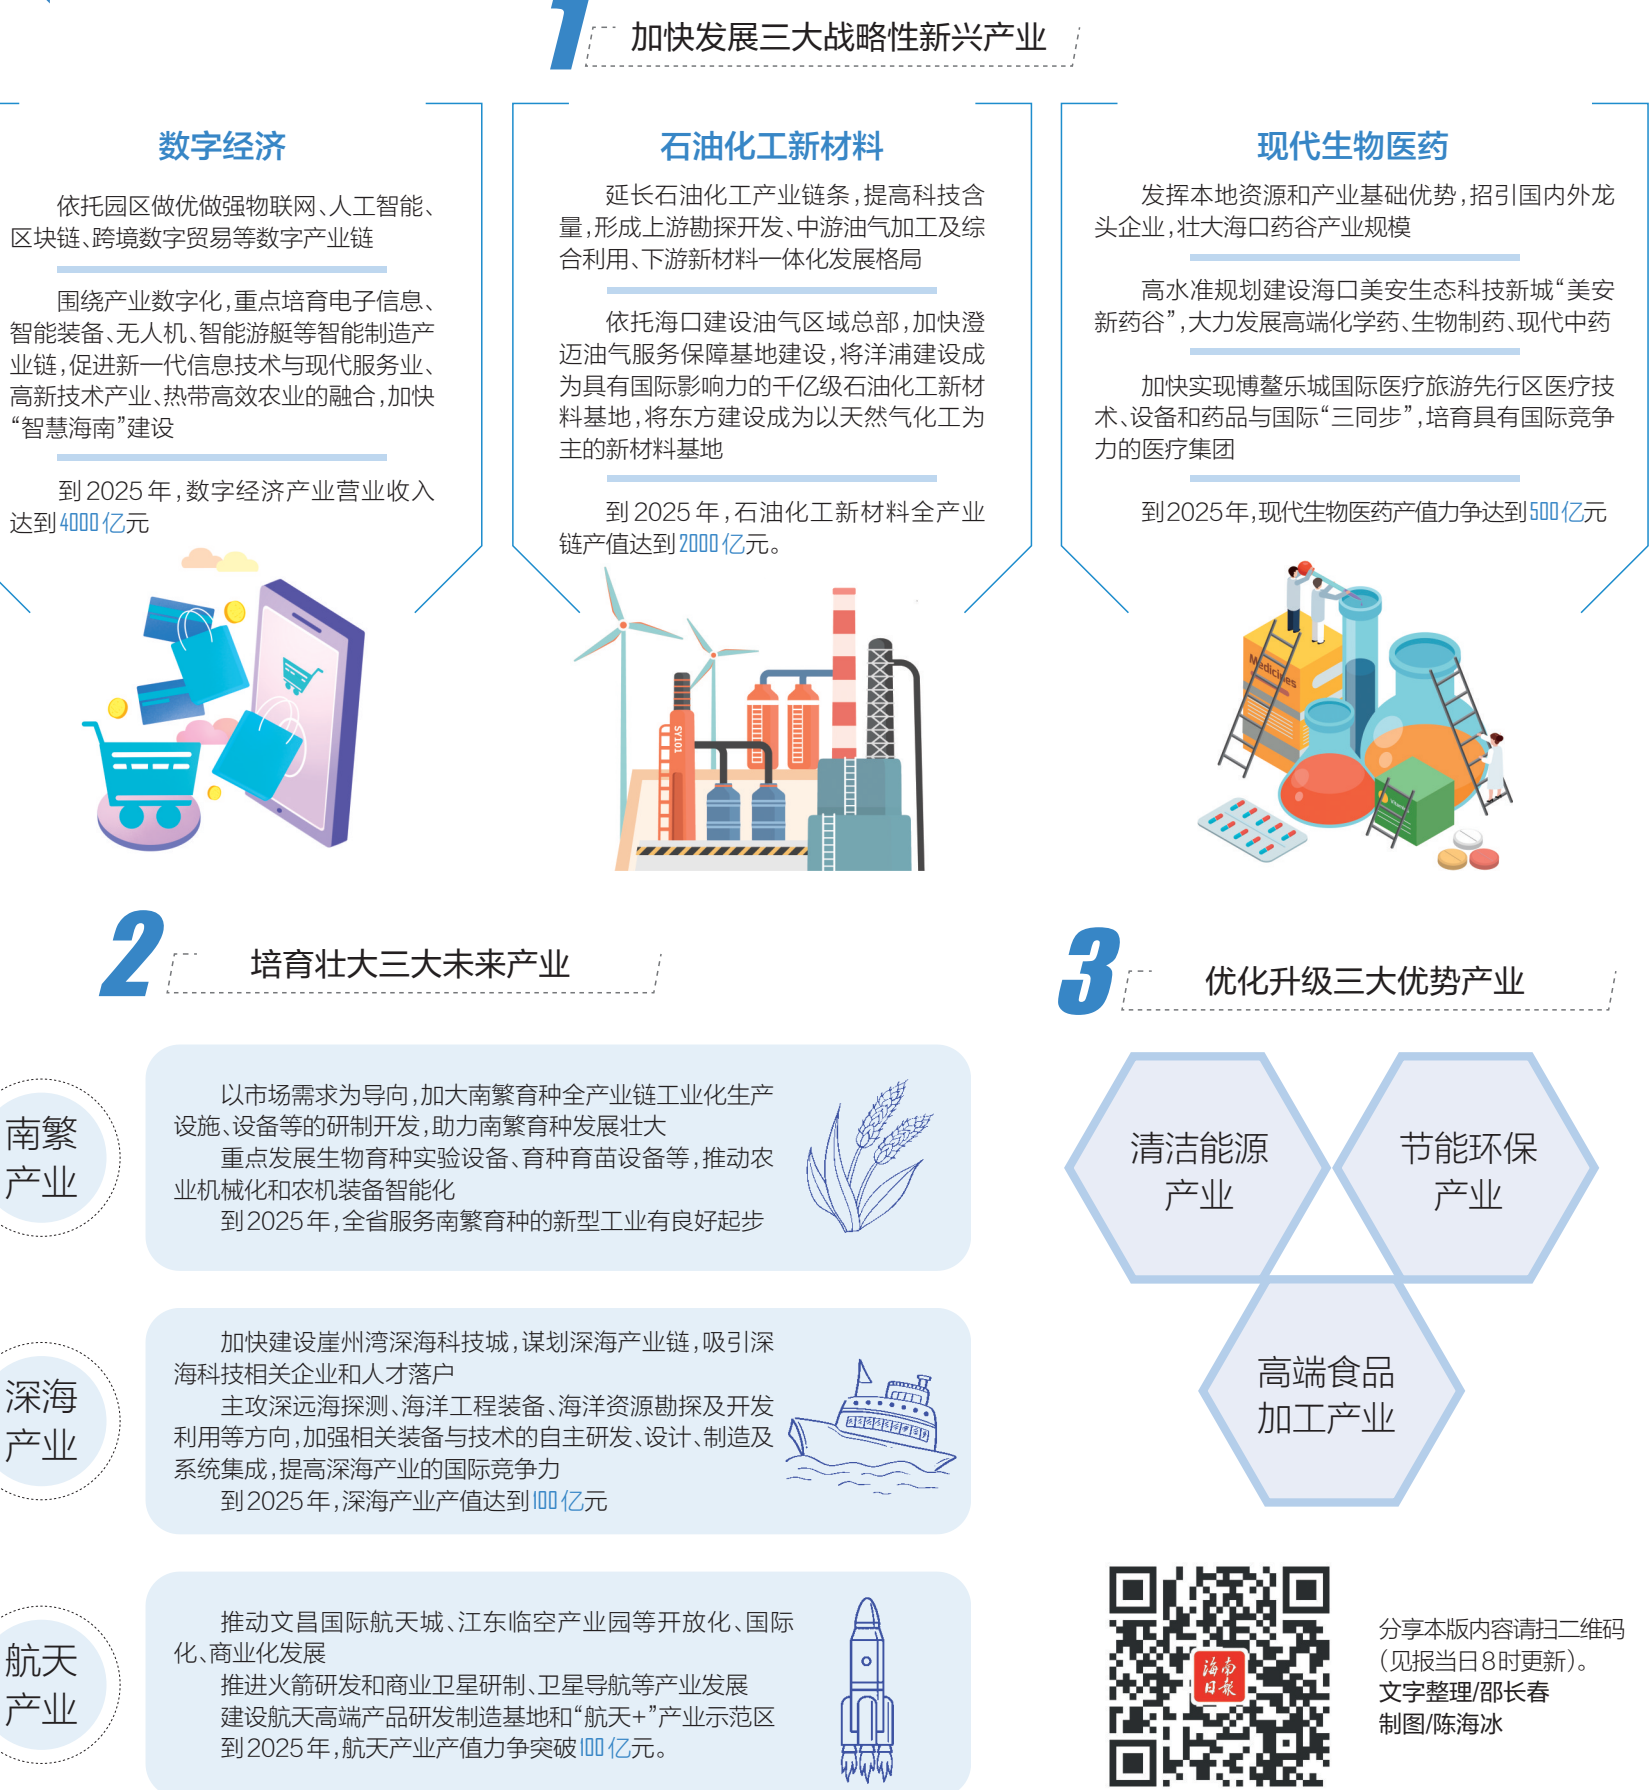 1
加快发展三大战略性新兴产业
数字经济
依托园区做优做强物联网、人工智能、
区块链、跨境数字贸易等数字产业链
围绕产业数字化,重点培育电子信息、
智能装备、无人机、智能游艇等智能制造产
业链,促进新一代信息技术与现代服务业、
高新技术产业、热带高效农业的融合,加快
“智慧海南”建设
到2025年,数字经济产业营业收入
达到4000亿元
石油化工新材料
延长石油化工产业链条,提高科技含
量,形成上游勘探开发、中游油气加工及综
合利用、下游新材料一体化发展格局
依托海口建设油气区域总部,加快澄
迈油气服务保障基地建设,将洋浦建设成
为具有国际影响力的千亿级石油化工新材
料基地,将东方建设成为以天然气化工为
主的新材料基地
到2025年,石油化工新材料全产业
链产值达到2000亿元。
SY101
现代生物医药
发挥本地资源和产业基础优势,招引国内外龙
头企业,壮大海口药谷产业规模
高水准规划建设海口美安生态科技新城“美安
新药谷”,大力发展高端化学药、生物制药、现代中药
加快实现博鳌乐城国际医疗旅游先行区医疗技
术、设备和药品与国际“三同步”,培育具有国际竞争
力的医疗集团
到2025年,现代生物医药产值力争达到500亿元
Medicines
2
培育壮大三大未来产业
南繁
产业
以市场需求为导向,加大南繁育种全产业链工业化生产
设施、设备等的研制开发,助力南繁育种发展壮大
重点发展生物育种实验设备、育种育苗设备等,推动农
业机械化和农机装备智能化
到2025年,全省服务南繁育种的新型工业有良好起步
深海
产业
加快建设崖州湾深海科技城,谋划深海产业链,吸引深
海科技相关企业和人才落户
主攻深远海探测、海洋工程装备、海洋资源勘探及开发
利用等方向,加强相关装备与技术的自主研发、设计、制造及
系统集成,提高深海产业的国际竞争力
到2025年,深海产业产值达到100亿元
航天
产业
推动文昌国际航天城、江东临空产业园等开放化、国际
化、商业化发展
推进火箭研发和商业卫星研制、卫星导航等产业发展
建设航天高端产品研发制造基地和“航天+”产业示范区
到2025年,航天产业产值力争突破100亿元。
3
优化升级三大优势产业
清洁能源
产业
节能环保
产业
高端食品
加工产业
海南
日报
分享本版内容请扫二维码
(见报当日8时更新)。
文字整理/邵长春
制图/陈海冰